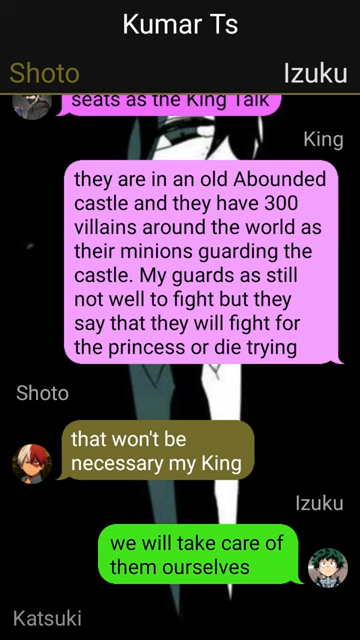 Kumar Ts
Shoto
Izuku
seats as the King Talk
King
they are in an old Abounded
castle and they have 300
villains around the world as
their minions guarding the
castle. My guards as still
not well to fight but they
say that they will fight for
the princess or die trying
Shoto
that won't be
necessary my King
Izuku
we will take care of
them ourselves
Katsuki